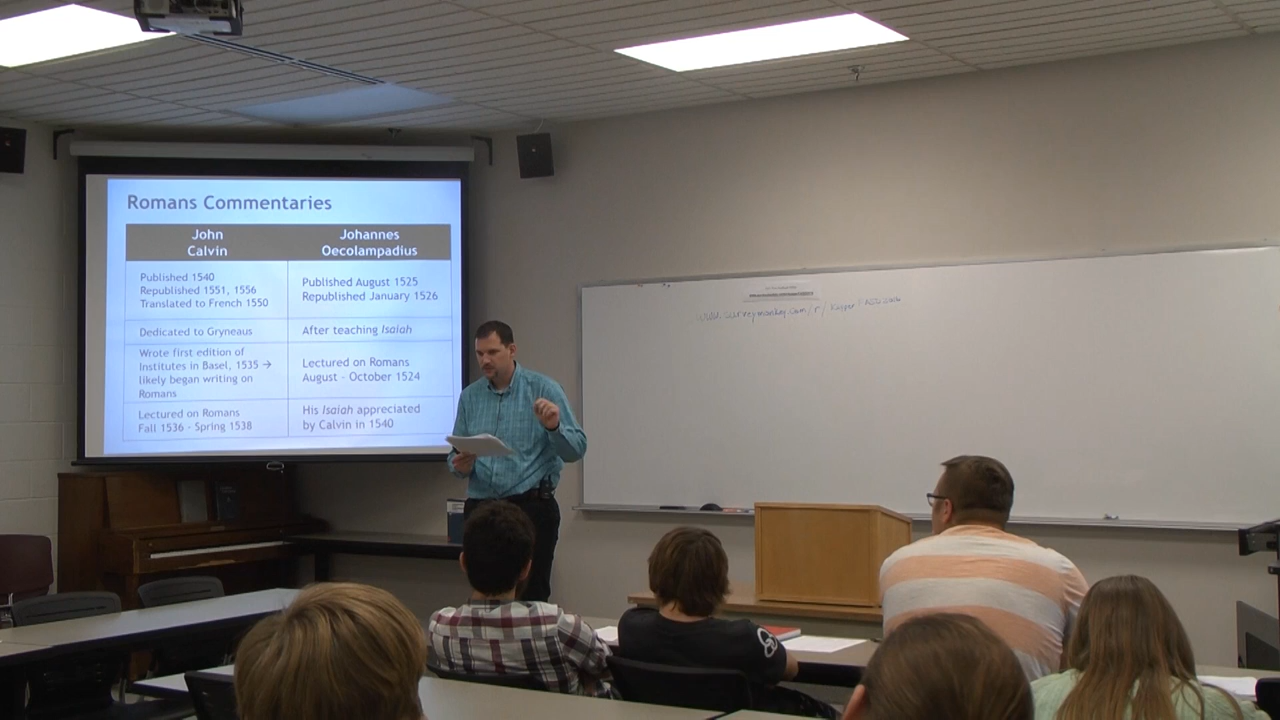 Romans Commentaries
John
Calvin
Johannes
Oecolampadius
Published 1540
Republished 1551, 1556
Translated to French 1550
Published August 1525
Republished January 1526
Dedicated to Gryneaus
After teaching Isaiah
Wrote first edition of
Institutes in Basel, 1535 →
likely began writing on
Romans
Lectured on Romans
August - October 1524
Lectured on Romans
Fall 1536 - Spring 1538
His Isaiah appreciated
by Calvin in 1540
www.surveymonkey.com/r/